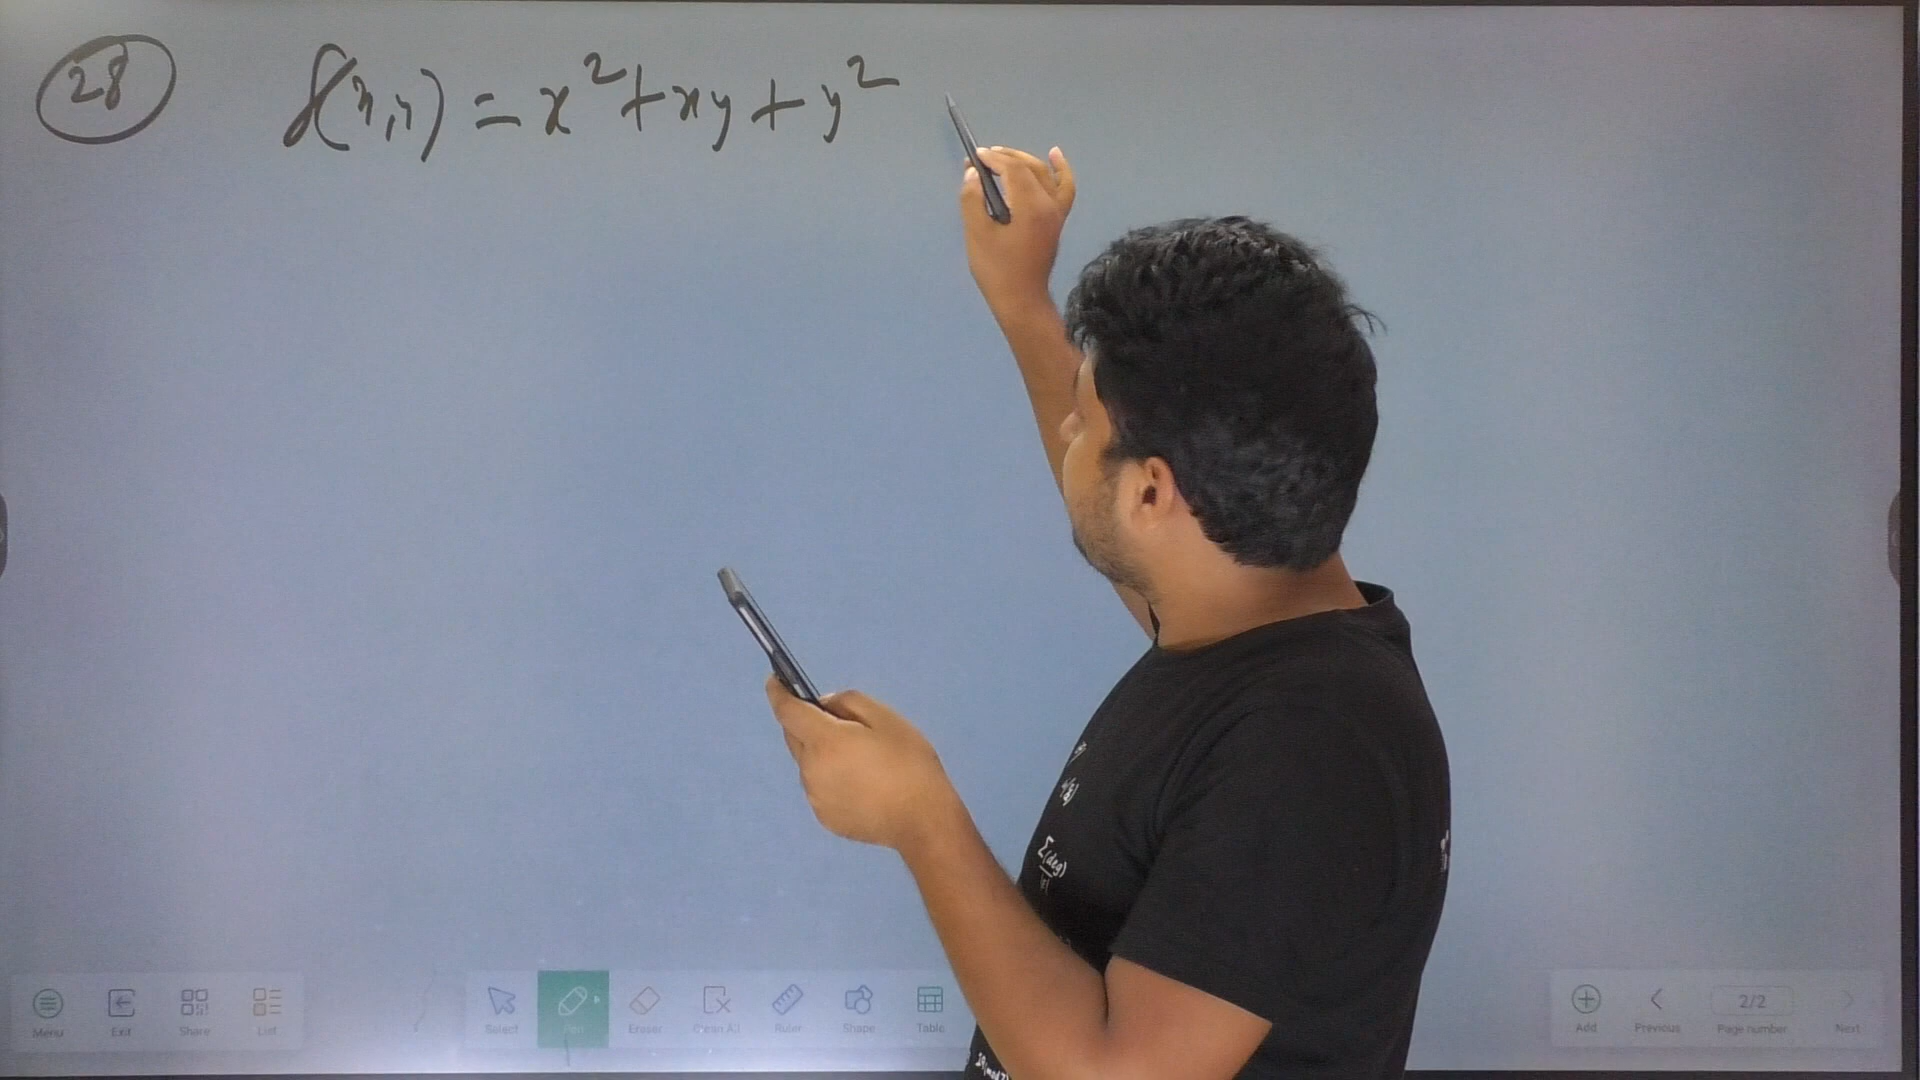 28 f(x,y) = x² + xy + y²
Σ(deg)
Menu Exit Share List Select Pen Eraser Clean All Ruler Shape Table Add Previous 2/2 Page number Next